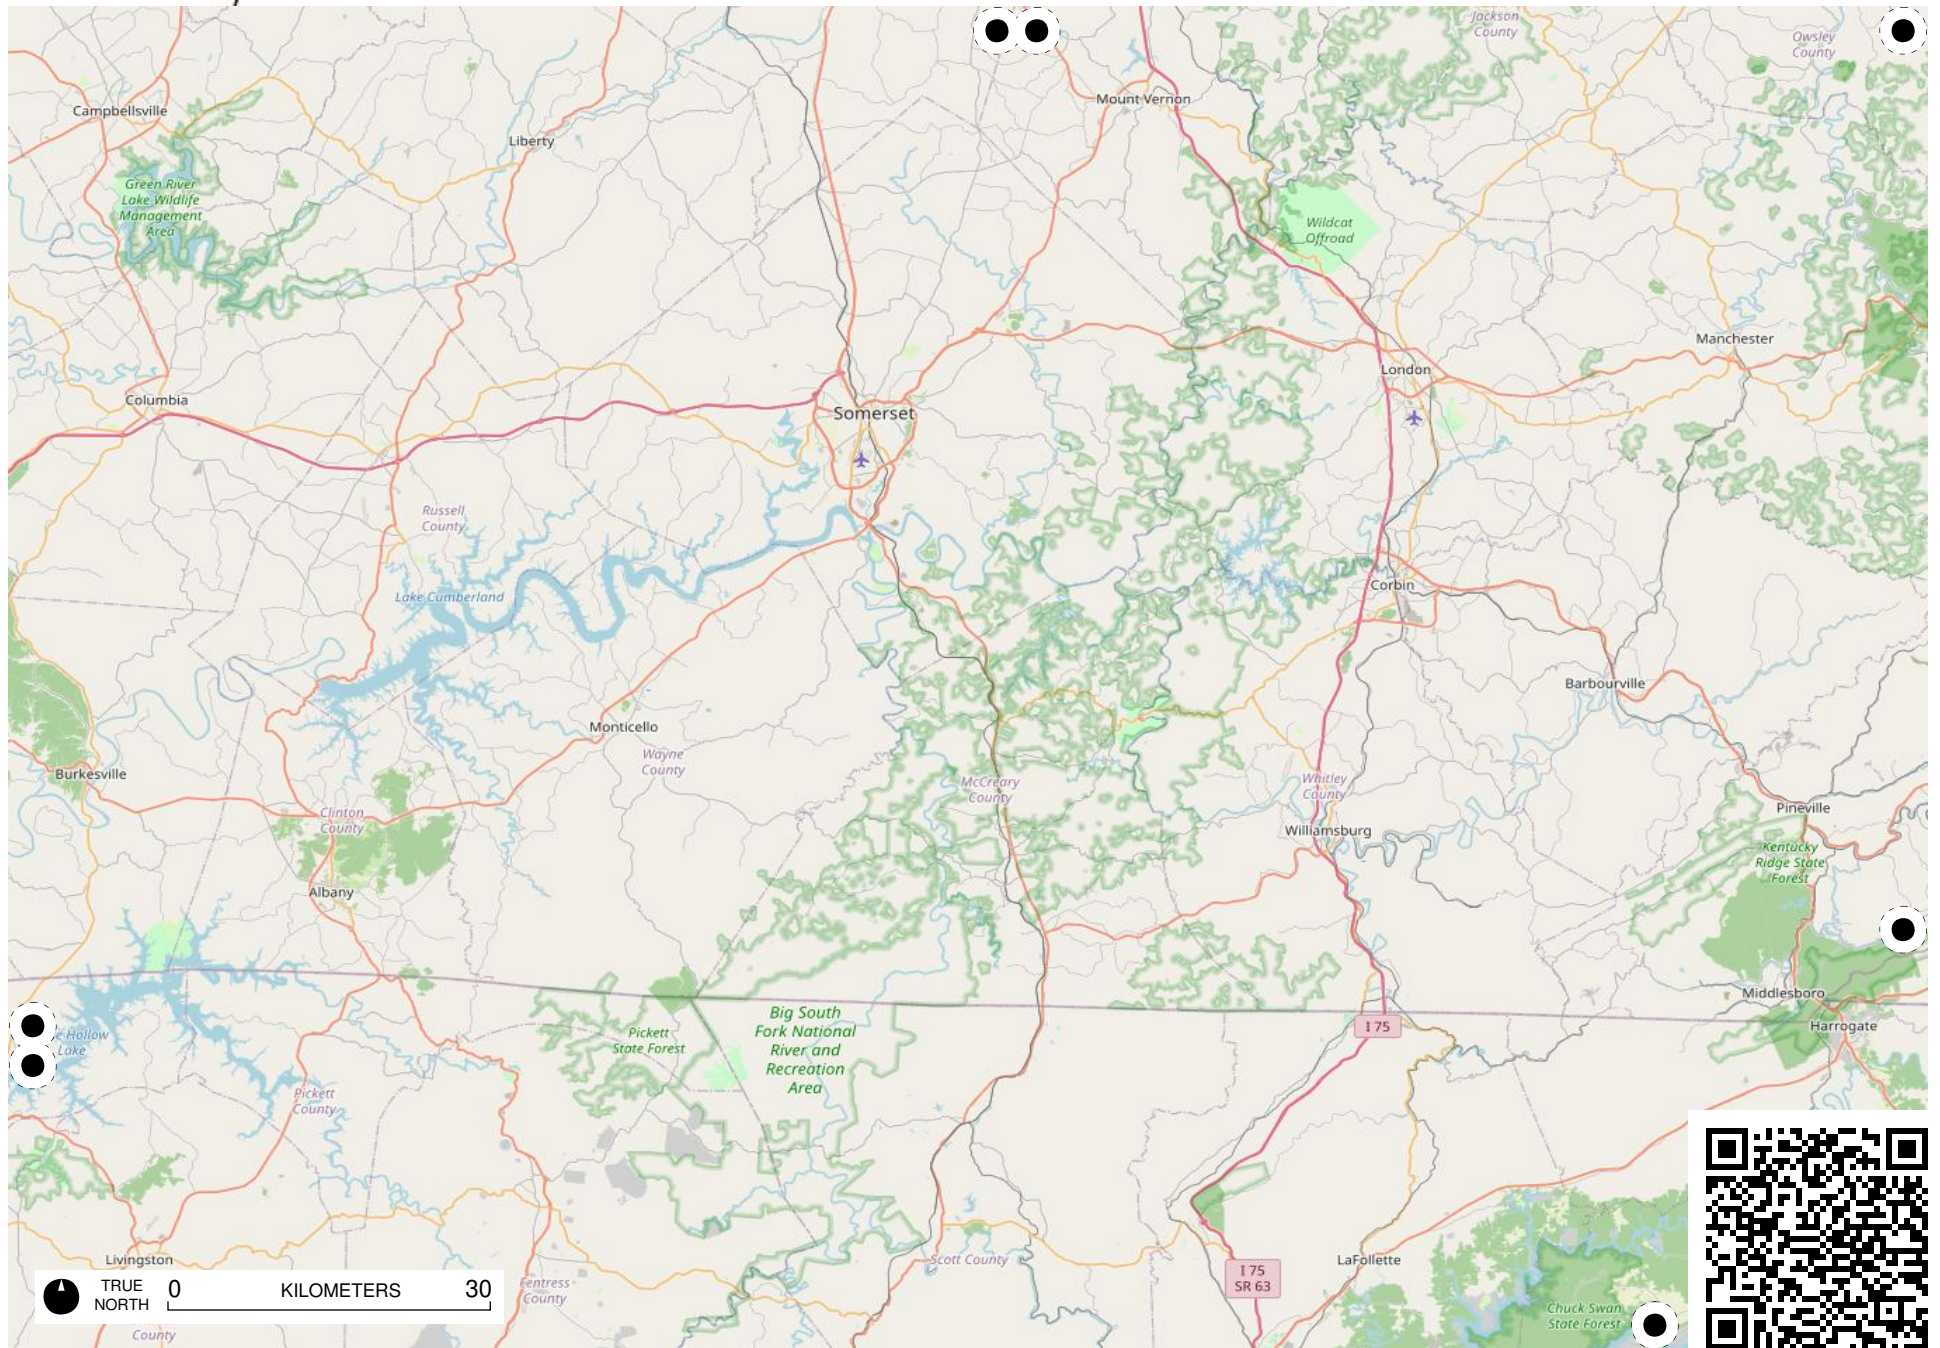 Jackson
County
Owsley
County
Campbellsville
Mount Vernon
Liberty
Green River
Lake Wildlife
Management
Area
Wildcat
Offroad
Manchester
London
Columbia
Somerset
Russell
County
Lake Cumberland
Corbin
Barbourville
Monticello
Wayne
County
Burkesville
McCreary
County
Whitley
County
Clinton
County
Pineville
Williamsburg
Kentucky
Ridge State
Forest
Albany
Middlesboro
Big South
Fork National
River and
Recreation
Area
Pickett
State Forest
I 75
Harrogate
Hollow
Lake
Pickett
County
Livingston
Scott County
LaFollette
I 75
SR 63
Fentress
County
TRUE
NORTH
0 KILOMETERS 30
Chuck Swan
State Forest
County